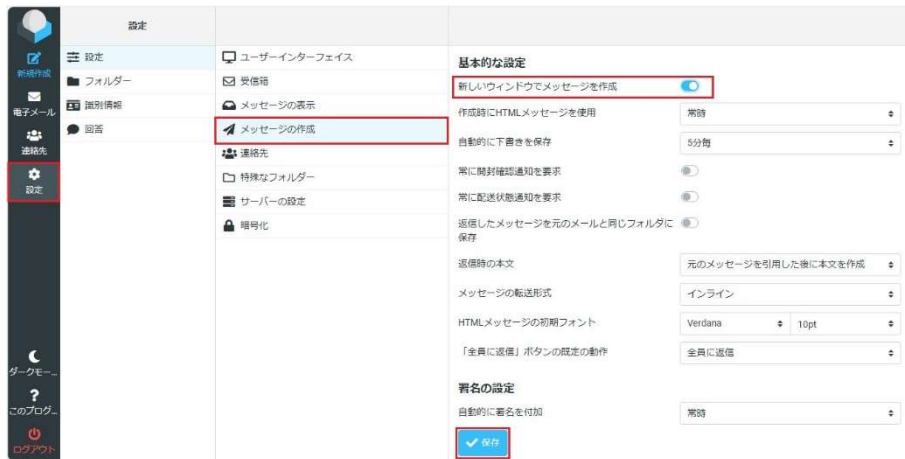 設定
新規作成
電子メール
連絡先
設定
ダークモー...
このプログ...
ログアウト
設定
フォルダー
識別情報
回答
ユーザーインターフェイス
受信箱
メッセージの表示
メッセージの作成
連絡先
特殊なフォルダー
サーバーの設定
暗号化
基本的な設定
新しいウィンドウでメッセージを作成
作成時にHTMLメッセージを使用 常時
自動的に下書きを保存 5分毎
常に開封確認通知を要求
常に配送状態通知を要求
返信したメッセージを元のメールと同じフォルダに
保存
返信時の本文 元のメッセージを引用した後に本文を作成
メッセージの転送形式 インライン
HTMLメッセージの初期フォント Verdana 10pt
「全員に返信」ボタンの既定の動作 全員に返信
署名の設定
自動的に署名を付加 常時
保存